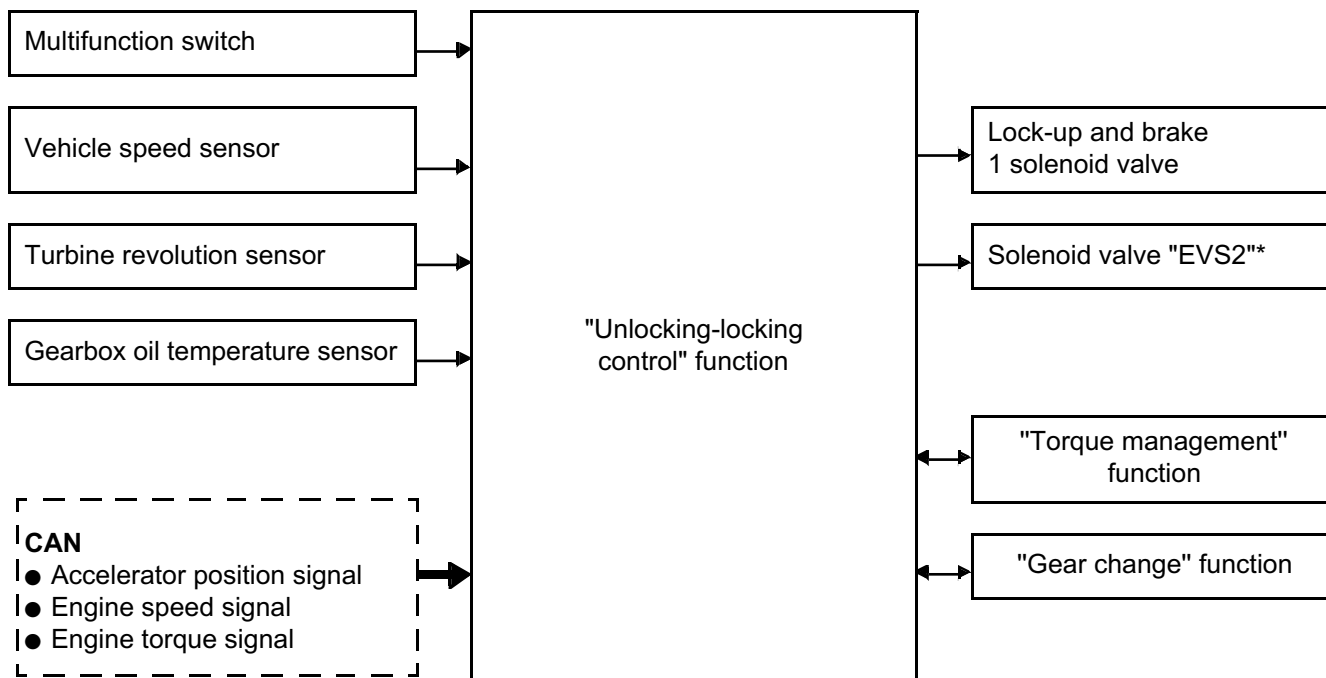 Multifunction switch
Vehicle speed sensor
Turbine revolution sensor
Gearbox oil temperature sensor
CAN
● Accelerator position signal
● Engine speed signal
● Engine torque signal
"Unlocking-locking
control" function
Lock-up and brake
1 solenoid valve
Solenoid valve "EVS2"*
"Torque management"
function
"Gear change" function